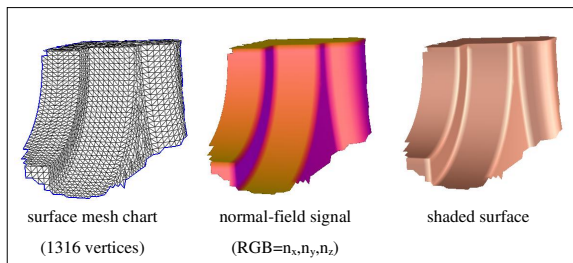 surface mesh chart normal-field signal shaded surface
(1316 vertices) (RGB=nx,ny,nz)